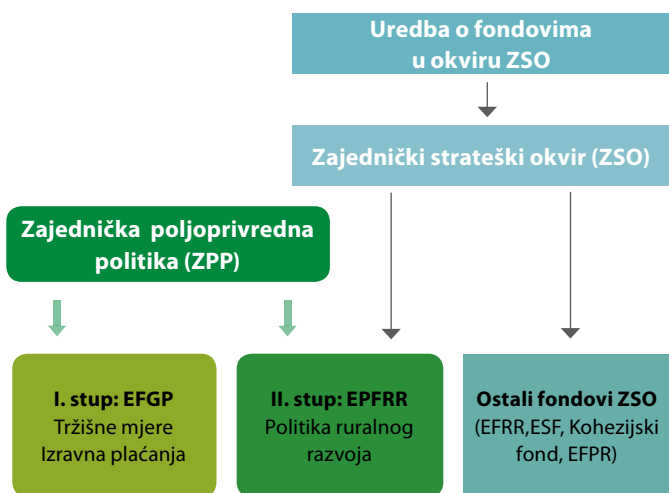 Uredba o fondovima
u okviru ZSO
Zajednički strateški okvir (ZSO)
Zajednička poljoprivredna
politika (ZPP)
I. stup: EFGP
Tržišne mjere
Izravna plaćanja
II. stup: EPFRR
Politika ruralnog
razvoja
Ostali fondovi ZSO
(EFRR,ESF, Kohezijski
fond, EFPR)